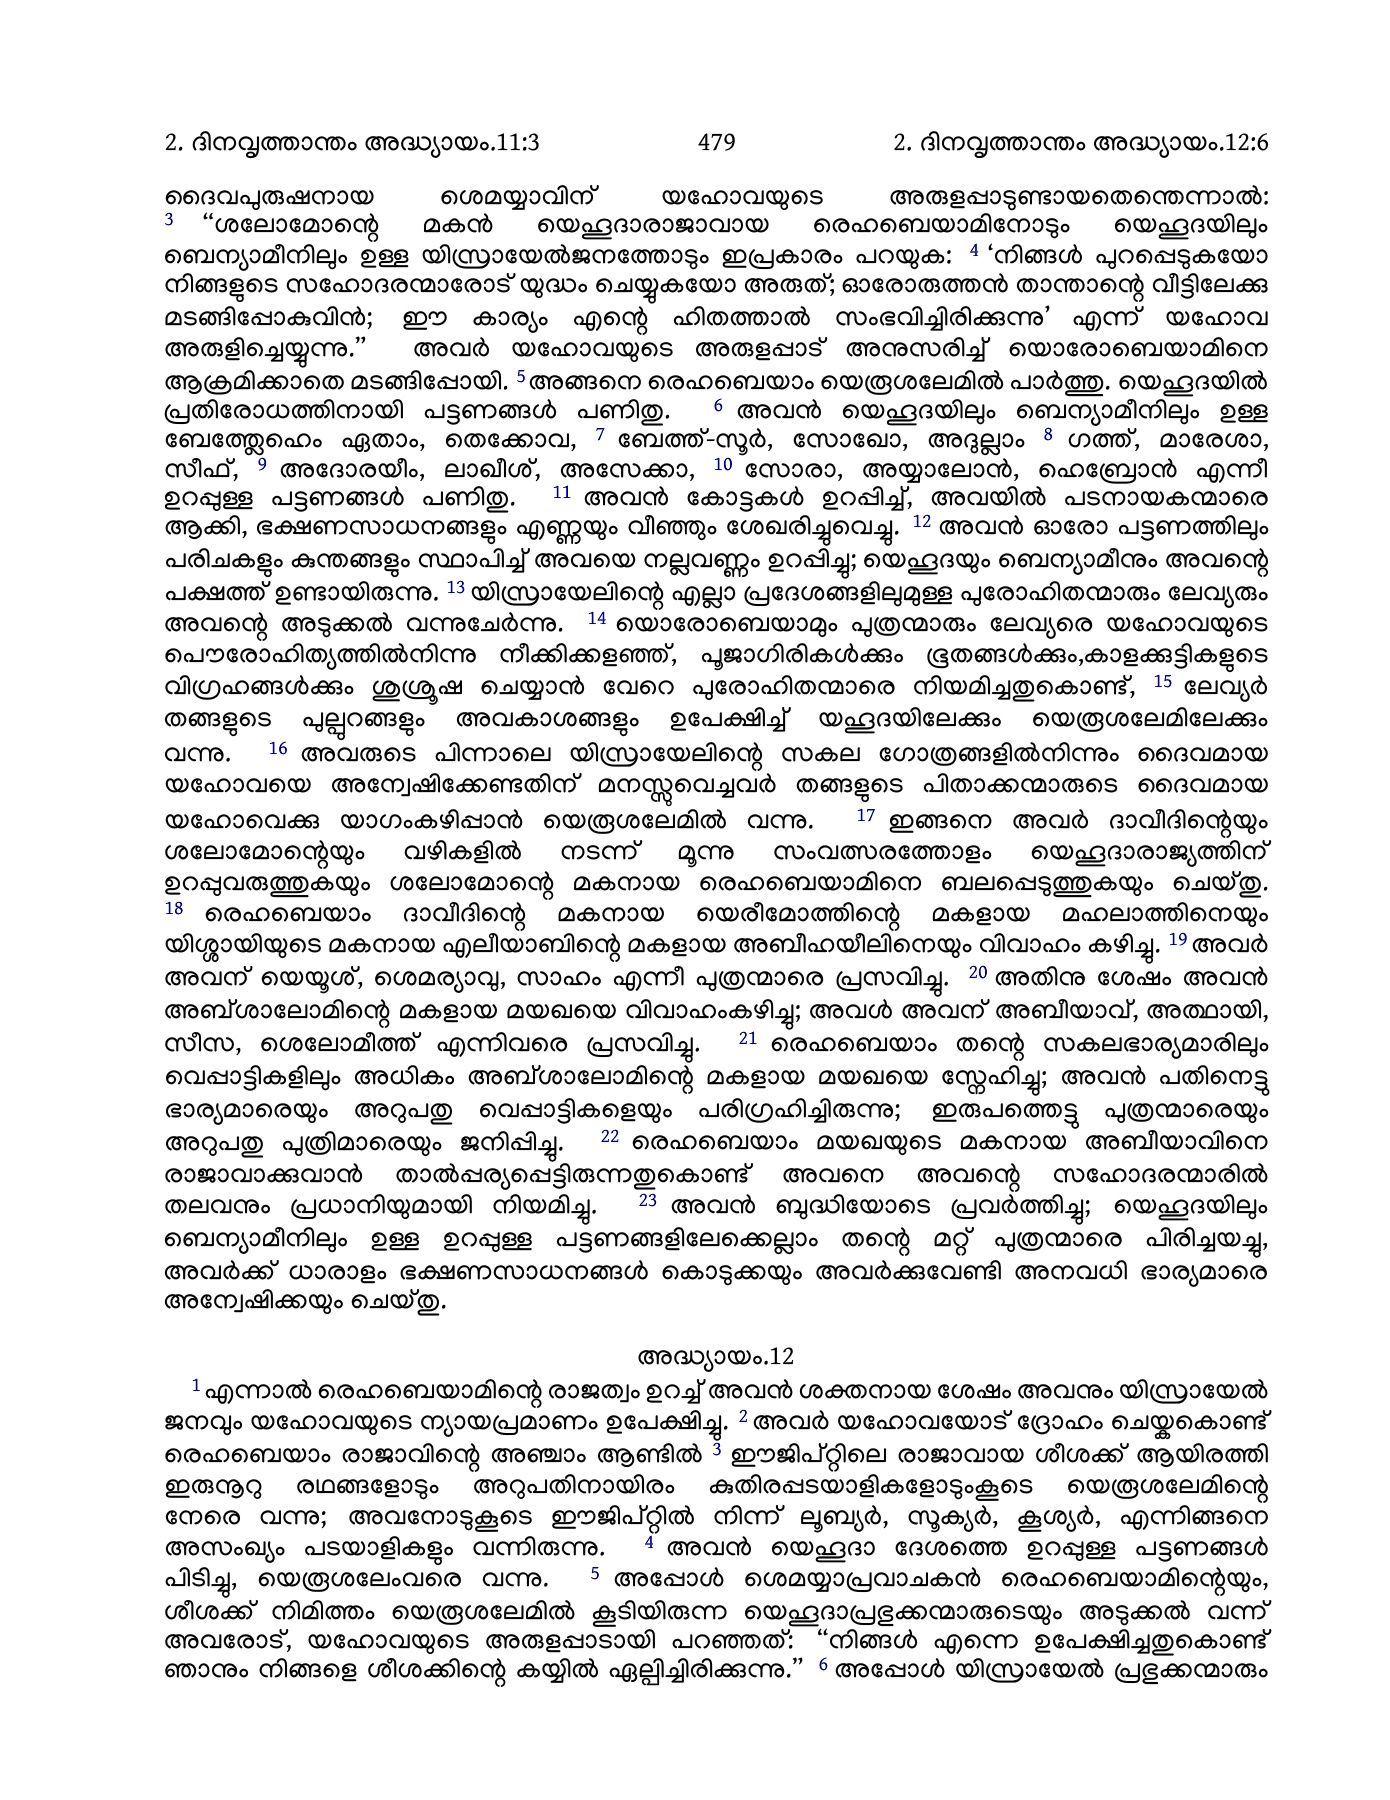 2. ദിനവൃത്താന്തം അദ്ധ്യായം.11:3 479 2. ദിനവൃത്താന്തം അദ്ധ്യായം.12:6
ദൈവപുരുഷനായ ശെമയ്യാവിന് യഹോവയുടെ അരുളപ്പാടുണ്ടായതെന്തെന്നാൽ:
3 “ശലോമോന്റെ മകൻ യെഹൂദാരാജാവായ രെഹബെയാമിനോടും യെഹൂദയിലും
ബെന്യാമീനിലും ഉള്ള യിസ്രായേൽജനത്തോടും ഇപ്രകാരം പറയുക: 4 ‘നിങ്ങൾ പുറപ്പെടുകയോ
നിങ്ങളുടെ സഹോദരന്മാരോട് യുദ്ധം ചെയ്യുകയോ അരുത്; ഓരോരുത്തൻ താന്താന്റെ വീട്ടിലേക്കു
മടങ്ങിപ്പോകുവിൻ; ഈ കാര്യം എന്റെ ഹിതത്താൽ സംഭവിച്ചിരിക്കുന്നു’ എന്ന് യഹോവ
അരുളിച്ചെയ്യുന്നു.” അവർ യഹോവയുടെ അരുളപ്പാട് അനുസരിച്ച് യൊരോബെയാമിനെ
ആക്രമിക്കാതെ മടങ്ങിപ്പോയി. 5 അങ്ങനെ രെഹബെയാം യെരൂശലേമിൽ പാർത്തു. യെഹൂദയിൽ
പ്രതിരോധത്തിനായി പട്ടണങ്ങൾ പണിതു. 6 അവൻ യെഹൂദയിലും ബെന്യാമീനിലും ഉള്ള
ബേത്ത്ലേഹെം ഏതാം, തെക്കോവ, 7 ബേത്ത്-സൂർ, സോഖോ, അദുല്ലാം 8 ഗത്ത്, മാരേശാ,
സീഫ്, 9 അദോരയീം, ലാഖീശ്, അസേക്കാ, 10 സോരാ, അയ്യാലോൻ, ഹെബ്രോൻ എന്നീ
ഉറപ്പുള്ള പട്ടണങ്ങൾ പണിതു. 11 അവൻ കോട്ടകൾ ഉറപ്പിച്ച്, അവയിൽ പടനായകന്മാരെ
ആക്കി, ഭക്ഷണസാധനങ്ങളും എണ്ണയും വീഞ്ഞും ശേഖരിച്ചുവെച്ചു. 12 അവൻ ഓരോ പട്ടണത്തിലും
പരിചകളും കുന്തങ്ങളും സ്ഥാപിച്ച് അവയെ നല്ലവണ്ണം ഉറപ്പിച്ചു; യെഹൂദയും ബെന്യാമീനും അവന്റെ
പക്ഷത്ത് ഉണ്ടായിരുന്നു. 13 യിസ്രായേലിന്റെ എല്ലാ പ്രദേശങ്ങളിലുമുള്ള പുരോഹിതന്മാരും ലേവ്യരും
അവന്റെ അടുക്കൽ വന്നുചേർന്നു. 14 യൊരോബെയാമും പുത്രന്മാരും ലേവ്യരെ യഹോവയുടെ
പൌരോഹിത്യത്തിൽനിന്നു നീക്കിക്കളഞ്ഞ്, പൂജാഗിരികൾക്കും ഭൂതങ്ങൾക്കും,കാളക്കുട്ടികളുടെ
വിഗ്രഹങ്ങൾക്കും ശുശ്രൂഷ ചെയ്യാൻ വേറെ പുരോഹിതന്മാരെ നിയമിച്ചതുകൊണ്ട്, 15 ലേവ്യർ
തങ്ങളുടെ പുല്പുറങ്ങളും അവകാശങ്ങളും ഉപേക്ഷിച്ച് യഹൂദയിലേക്കും യെരൂശലേമിലേക്കും
വന്നു. 16 അവരുടെ പിന്നാലെ യിസ്രായേലിന്റെ സകല ഗോത്രങ്ങളിൽനിന്നും ദൈവമായ
യഹോവയെ അന്വേഷിക്കേണ്ടതിന് മനസ്സുവെച്ചവർ തങ്ങളുടെ പിതാക്കന്മാരുടെ ദൈവമായ
യഹോവെക്കു യാഗംകഴിപ്പാൻ യെരൂശലേമിൽ വന്നു. 17 ഇങ്ങനെ അവർ ദാവീദിന്റെയും
ശലോമോന്റെയും വഴികളിൽ നടന്ന് മൂന്നു സംവത്സരത്തോളം യെഹൂദാരാജ്യത്തിന്
ഉറപ്പുവരുത്തുകയും ശലോമോന്റെ മകനായ രെഹബെയാമിനെ ബലപ്പെടുത്തുകയും ചെയ്തു.
18 രെഹബെയാം ദാവീദിന്റെ മകനായ യെരീമോത്തിന്റെ മകളായ മഹലാത്തിനെയും
യിശ്ശായിയുടെ മകനായ എലീയാബിന്റെ മകളായ അബീഹയീലിനെയും വിവാഹം കഴിച്ചു. 19 അവർ
അവന് യെയൂശ്, ശെമര്യാവു, സാഹം എന്നീ പുത്രന്മാരെ പ്രസവിച്ചു. 20 അതിനു ശേഷം അവൻ
അബ്ശാലോമിന്റെ മകളായ മയഖയെ വിവാഹംകഴിച്ചു; അവൾ അവന് അബീയാവ്, അത്ഥായി,
സീസ, ശെലോമീത്ത് എന്നിവരെ പ്രസവിച്ചു. 21 രെഹബെയാം തന്റെ സകലഭാര്യമാരിലും
വെപ്പാട്ടികളിലും അധികം അബ്ശാലോമിന്റെ മകളായ മയഖയെ സ്നേഹിച്ചു; അവൻ പതിനെട്ടു
ഭാര്യമാരെയും അറുപതു വെപ്പാട്ടികളെയും പരിഗ്രഹിച്ചിരുന്നു; ഇരുപത്തെട്ടു പുത്രന്മാരെയും
അറുപതു പുത്രിമാരെയും ജനിപ്പിച്ചു. 22 രെഹബെയാം മയഖയുടെ മകനായ അബീയാവിനെ
രാജാവാക്കുവാൻ താൽപ്പര്യപ്പെട്ടിരുന്നതുകൊണ്ട് അവനെ അവന്റെ സഹോദരന്മാരിൽ
തലവനും പ്രധാനിയുമായി നിയമിച്ചു. 23 അവൻ ബുദ്ധിയോടെ പ്രവർത്തിച്ചു; യെഹൂദയിലും
ബെന്യാമീനിലും ഉള്ള ഉറപ്പുള്ള പട്ടണങ്ങളിലേക്കെല്ലാം തന്റെ മറ്റ് പുത്രന്മാരെ പിരിച്ചയച്ചു,
അവർക്ക് ധാരാളം ഭക്ഷണസാധനങ്ങൾ കൊടുക്കയും അവർക്കുവേണ്ടി അനവധി ഭാര്യമാരെ
അന്വേഷിക്കയും ചെയ്തു.
അദ്ധ്യായം.12
1 എന്നാൽ രെഹബെയാമിന്റെ രാജത്വം ഉറച്ച് അവൻ ശക്തനായ ശേഷം അവനും യിസ്രായേൽ
ജനവും യഹോവയുടെ ന്യായപ്രമാണം ഉപേക്ഷിച്ചു. 2 അവർ യഹോവയോട് ദ്രോഹം ചെയ്കകൊണ്ട്
രെഹബെയാം രാജാവിന്റെ അഞ്ചാം ആണ്ടിൽ 3 ഈജിപ്റ്റിലെ രാജാവായ ശീശക്ക് ആയിരത്തി
ഇരുനൂറു രഥങ്ങളോടും അറുപതിനായിരം കുതിരപ്പടയാളികളോടുംകൂടെ യെരൂശലേമിന്റെ
നേരെ വന്നു; അവനോടുകൂടെ ഈജിപ്റ്റിൽ നിന്ന് ലൂബ്യർ, സൂക്യർ, കൂശ്യർ, എന്നിങ്ങനെ
അസംഖ്യം പടയാളികളും വന്നിരുന്നു. 4 അവൻ യെഹൂദാ ദേശത്തെ ഉറപ്പുള്ള പട്ടണങ്ങൾ
പിടിച്ചു, യെരൂശലേംവരെ വന്നു. 5 അപ്പോൾ ശെമയ്യാപ്രവാചകൻ രെഹബെയാമിന്റെയും,
ശീശക്ക് നിമിത്തം യെരൂശലേമിൽ കൂടിയിരുന്ന യെഹൂദാപ്രഭുക്കന്മാരുടെയും അടുക്കൽ വന്ന്
അവരോട്, യഹോവയുടെ അരുളപ്പാടായി പറഞ്ഞത്: “നിങ്ങൾ എന്നെ ഉപേക്ഷിച്ചതുകൊണ്ട്
ഞാനും നിങ്ങളെ ശീശക്കിന്റെ കയ്യിൽ ഏല്പിച്ചിരിക്കുന്നു.” 6 അപ്പോൾ യിസ്രായേൽ പ്രഭുക്കന്മാരും